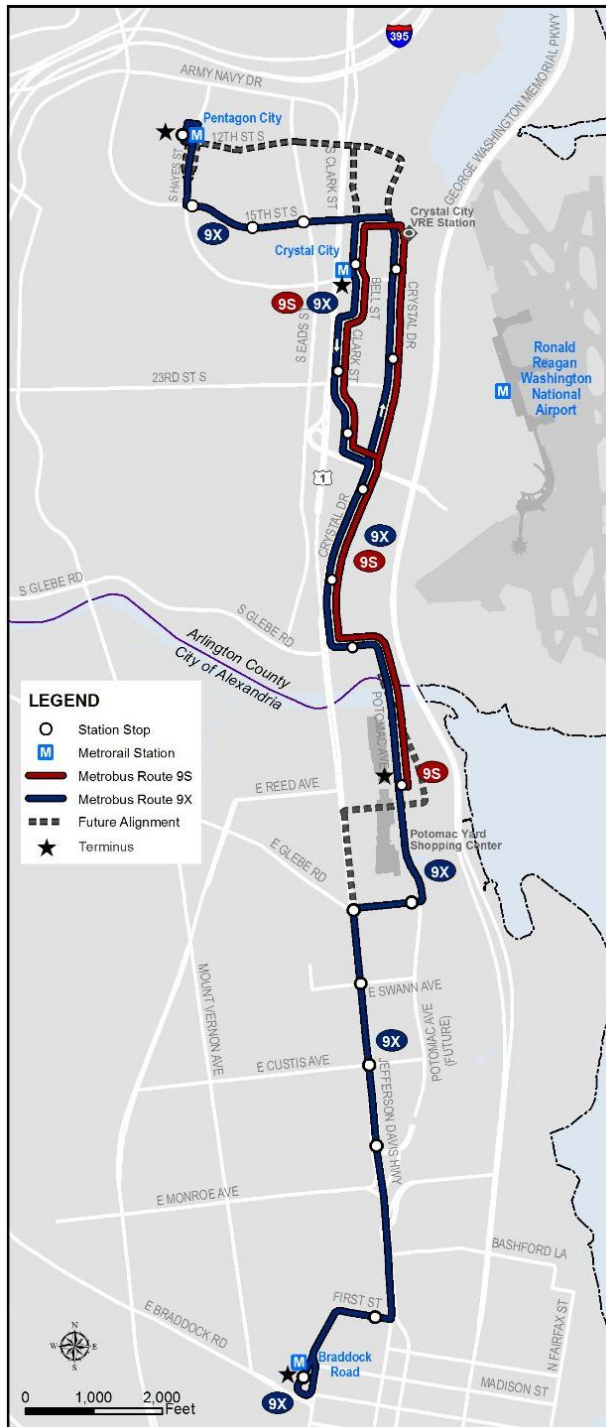 395
ARMY NAVY DR
GEORGE WASHINGTON MEMORIAL PKWY
Pentagon City
M
12TH ST S
S HAYES ST
S CLARK ST
15TH ST S
9X
Crystal City
VRE Station
Crystal City
M
9S 9X
S EADS ST
BELL ST
CLARK ST
CRYSTAL DR
23RD ST S
M
Ronald
Reagan
Washington
National
Airport
1
CRYSTAL DR
9X
9S
S GLEBE RD
S GLEBE RD
Arlington County
City of Alexandria
LEGEND
Station Stop
M Metrorail Station
Metrobus Route 9S
Metrobus Route 9X
Future Alignment
Terminus
POTOMAC AVE
9S
E REED AVE
Potomac Yard
Shopping Center
E GLEBE RD
9X
MOUNT VERNON AVE
E SWANN AVE
POTOMAC AVE
(FUTURE)
9X
E CUSTIS AVE
JEFFERSON DAVIS HWY
E MONROE AVE
BASHFORD LA
FIRST ST
N FAIRFAX ST
E BRADDOCK RD
M
Braddock
Road
MADISON ST
9X
N
W E
S
0 1,000 2,000
Feet